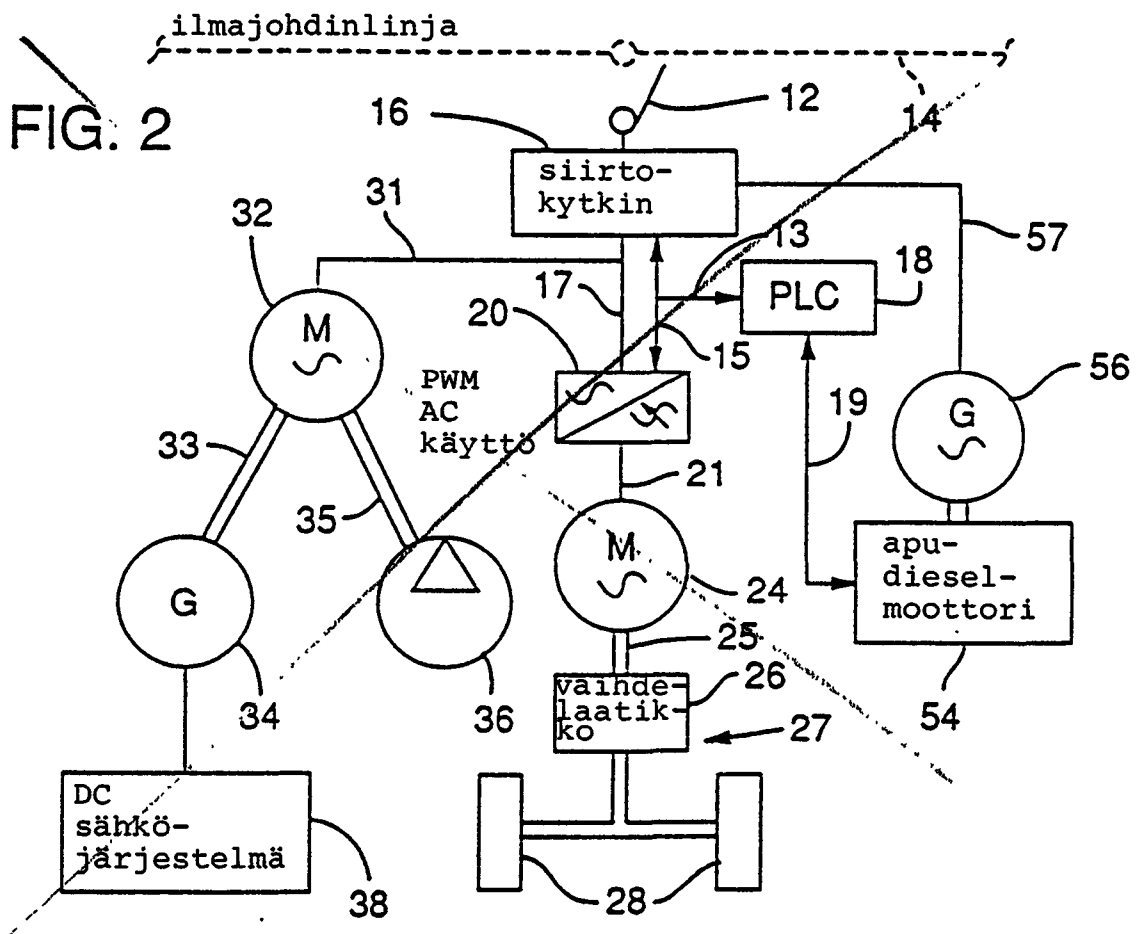 ilmajohdinlinja
FIG. 2
12
14
16
siirto-
kytkin
13
57
31
32
17
PLC
18
M
20
15
56
PWM
AC
käyttö
19
G
33
21
35
M
apu-
diesel-
moottori
G
24
25
34
36
vaihde-
laatik-
ko
26
27
54
DC
sähkö-
järjestelmä
38
28